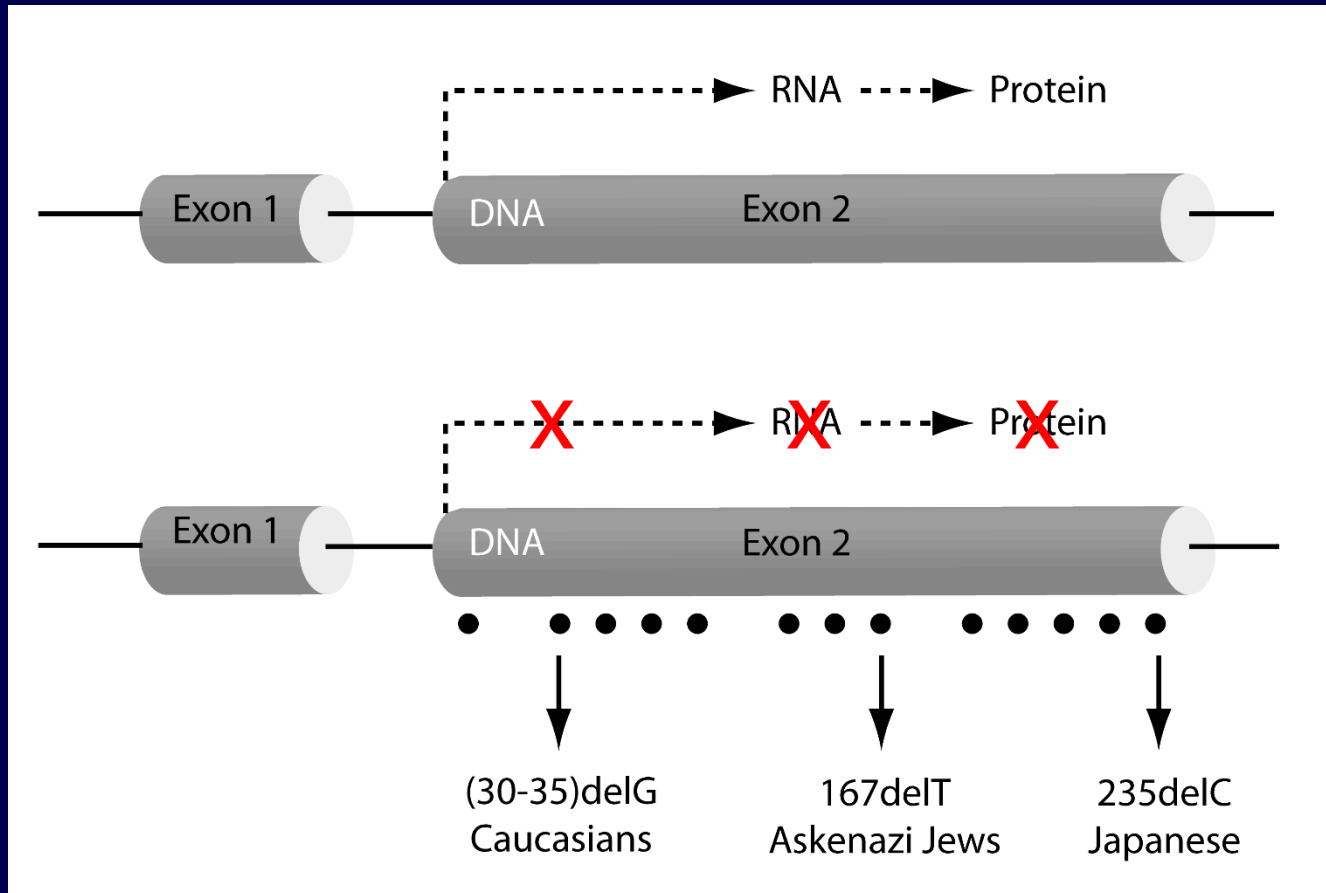 RNA Protein
Exon 1 DNA Exon 2
RNA Protein
Exon 1 DNA Exon 2
(30-35)delG 167delT 235delC
Caucasians Askenazi Jews Japanese